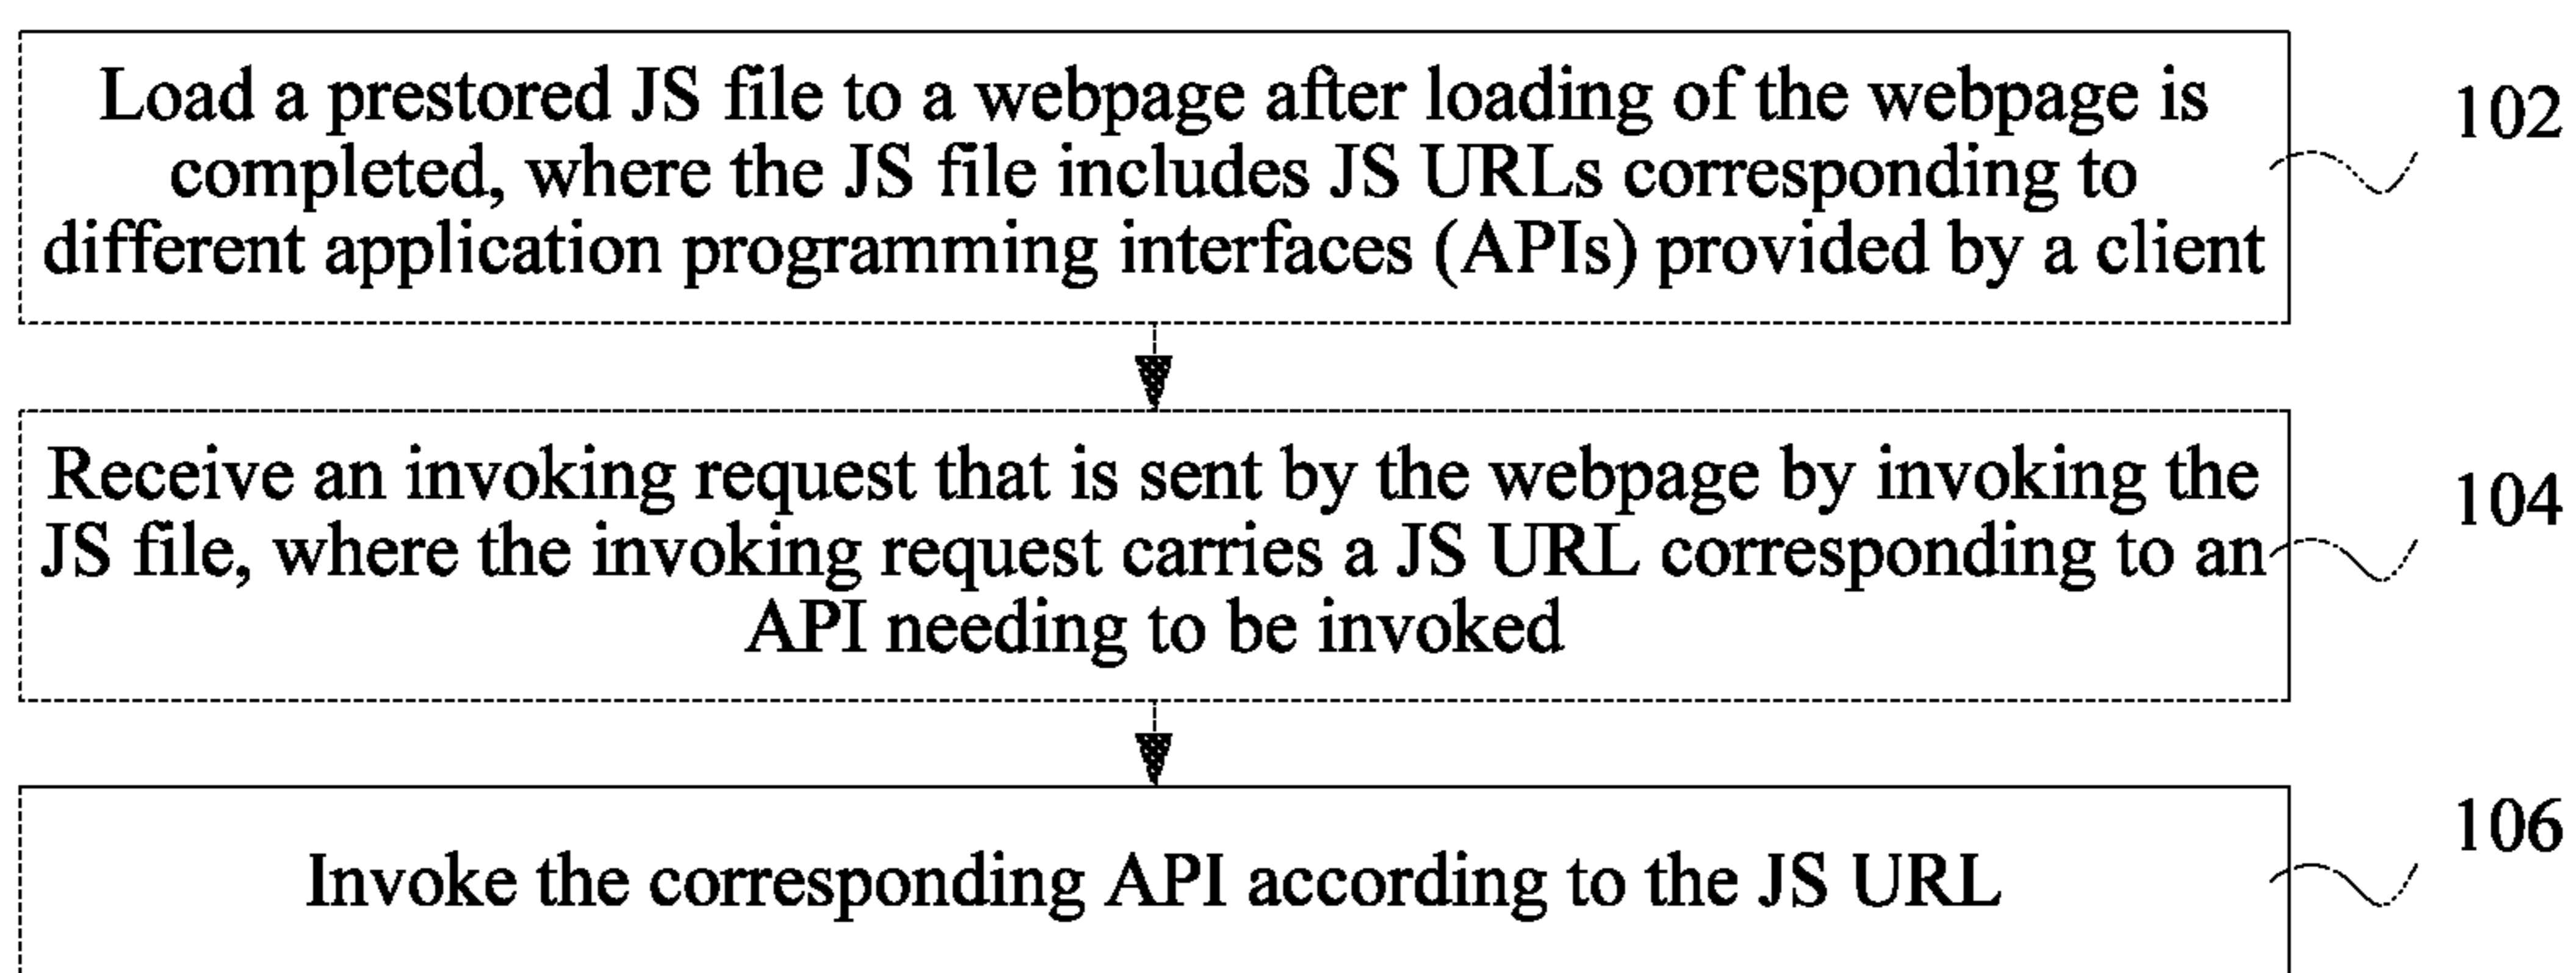 Load a prestored JS file to a webpage after loading of the webpage is
completed, where the JS file includes JS URLs corresponding to
different application programming interfaces (APIs) provided by a client
102
Receive an invoking request that is sent by the webpage by invoking the
JS file, where the invoking request carries a JS URL corresponding to an
API needing to be invoked
104
Invoke the corresponding API according to the JS URL
106